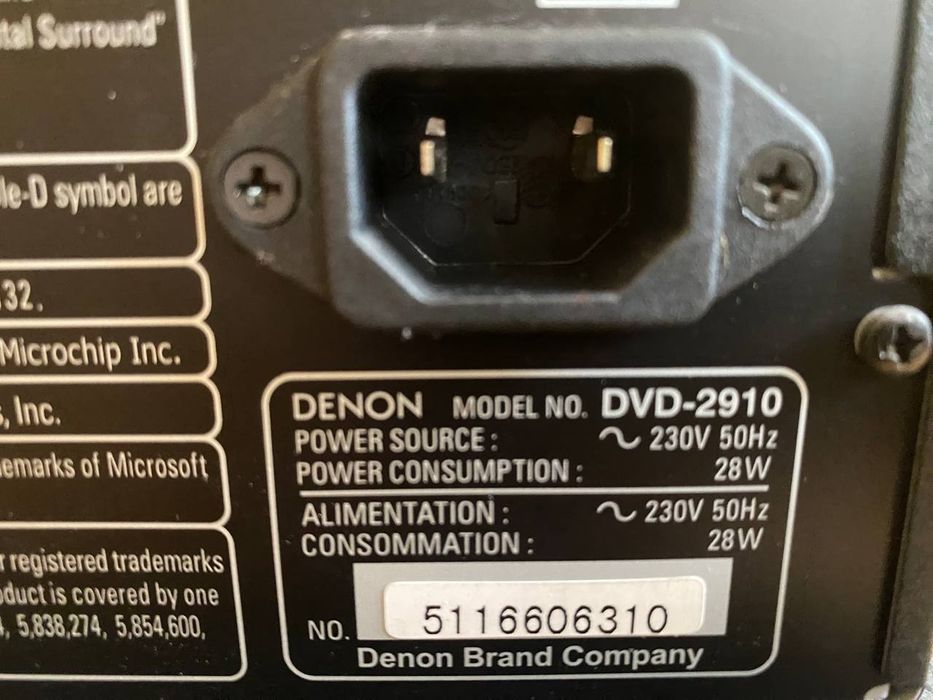 tal Surround"
le-D symbol are
132.
Microchip Inc.
s, Inc.
demarks of Microsoft
r registered trademarks
oduct is covered by one
4, 5,838,274, 5,854,600,
DENON MODEL NO. DVD-2910
POWER SOURCE : ∼ 230V 50Hz
POWER CONSUMPTION : 28W
ALIMENTATION : ∼ 230V 50Hz
CONSOMMATION : 28W
NO. 5116606310
Denon Brand Company